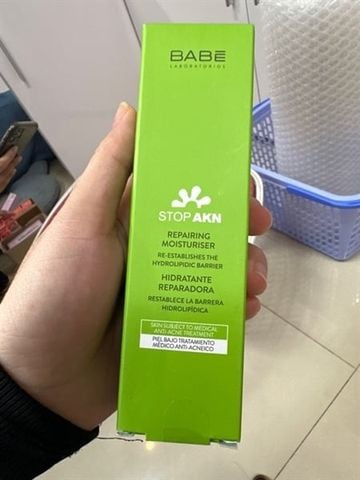 BABÉ
LABORATORIOS
STOP AKN
REPAIRING
MOISTURISER
RE-ESTABLISHES THE
HYDROLIPIDIC BARRIER
HIDRATANTE
REPARADORA
RESTABLECE LA BARRERA
HIDROLIPÍDICA
SKIN SUBJECT TO MEDICAL
ANTI-ACNE TREATMENT
PIEL BAJO TRATAMIENTO
MÉDICO ANTI-ACNEICO